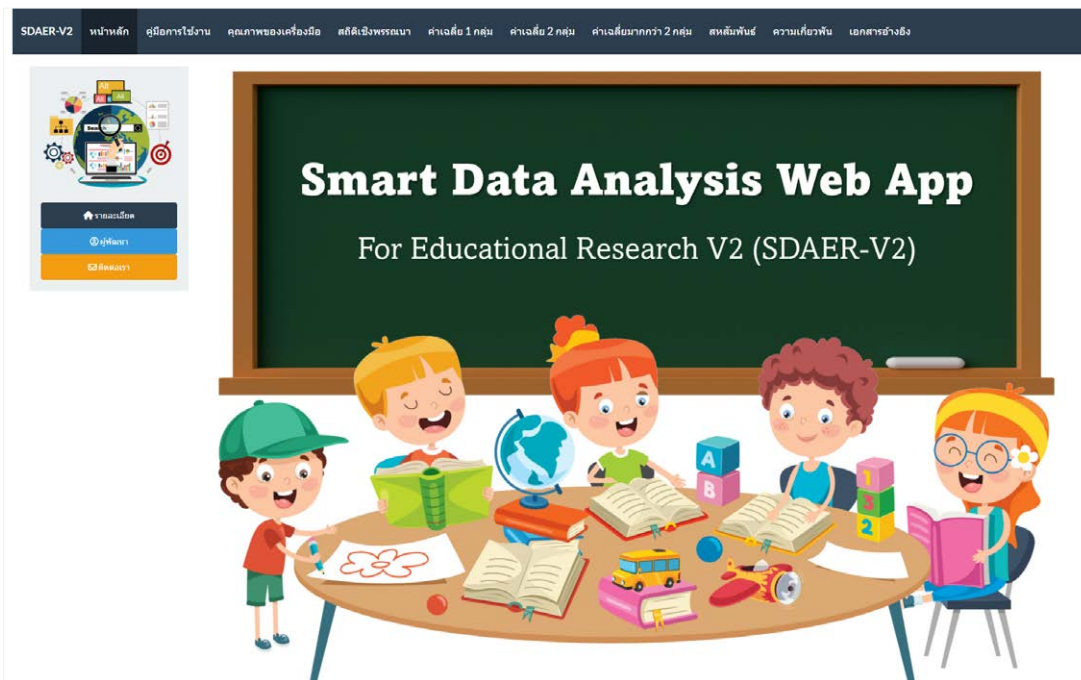 SDAER-V2 หน้าหลัก คู่มือการใช้งาน คุณภาพของเครื่องมือ สถิติเชิงพรรณนา ค่าเฉลี่ย 1 กลุ่ม ค่าเฉลี่ย 2 กลุ่ม ค่าเฉลี่ยมากกว่า 2 กลุ่ม สหสัมพันธ์ ความเกี่ยวพัน เอกสารอ้างอิง
All
All
Search
รายละเอียด
ผู้พัฒนา
ติดต่อเรา
Smart Data Analysis Web App
For Educational Research V2 (SDAER-V2)
A
B
1
3
2